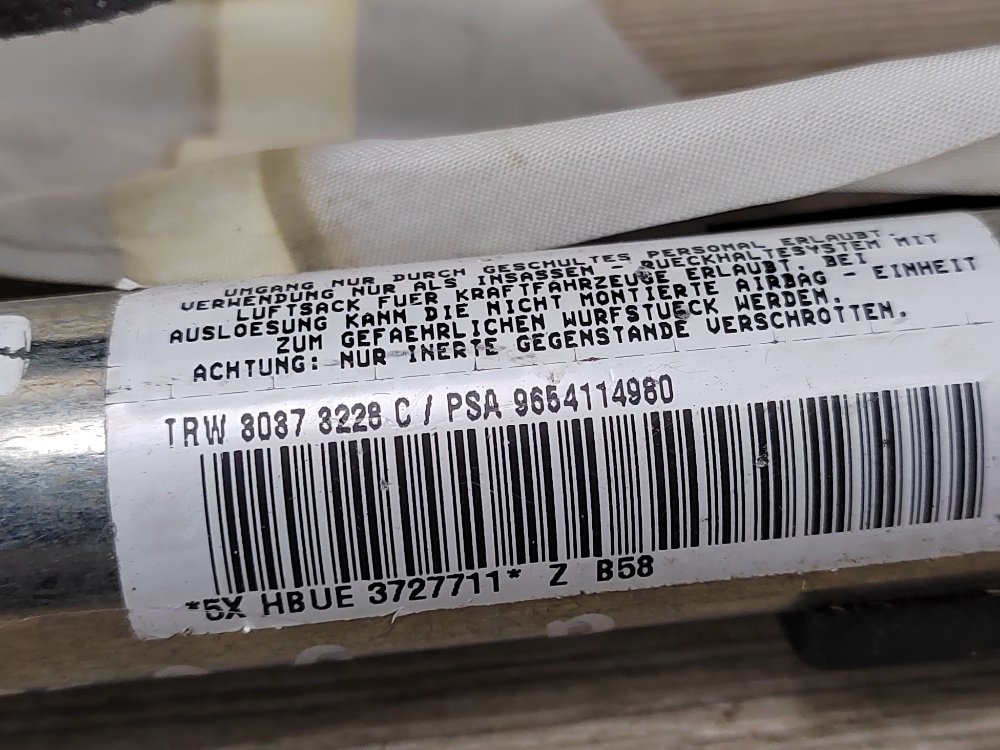 UMGANG NUR DURCH GESCHULTES PERSONAL ERLAUBT.
VERWENDUNG NUR ALS INSASSEN - RUECKHALTESYSTEM MIT
LUFTSACK FUER KRAFTFAHRZEUGE ERLAUBT. BEI
AUSLOESUNG KANN DIE NICHT MONTIERTE AIRBAG - EINHEIT
ZUM GEFAEHRLICHEN WURFSTUECK WERDEN.
ACHTUNG: NUR INERTE GEGENSTANDE VERSCHROTTEN.
TRW 3037 3228 C / PSA 9654114980
*5X HBUE 3727711* Z B58